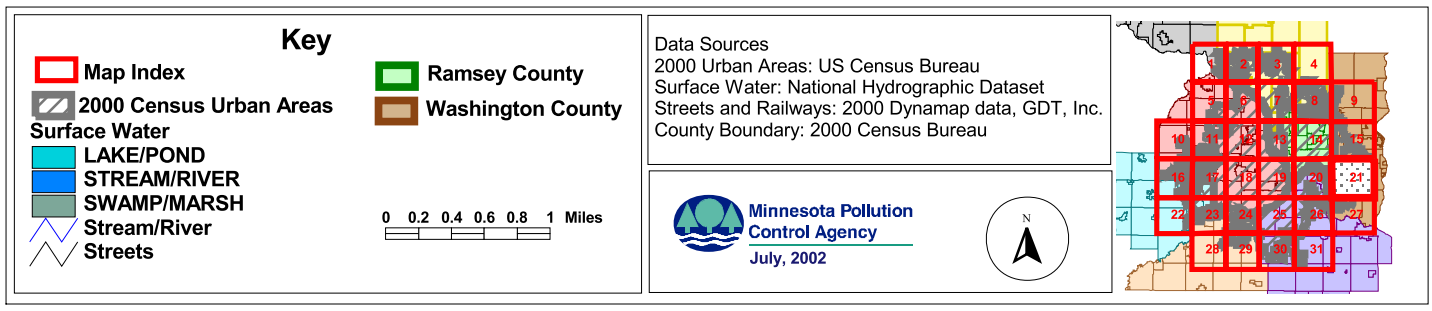 Key
Map Index
2000 Census Urban Areas
Surface Water
LAKE/POND
STREAM/RIVER
SWAMP/MARSH
Stream/River
Streets
Ramsey County
Washington County
0 0.2 0.4 0.6 0.8 1 Miles
Data Sources
2000 Urban Areas: US Census Bureau
Surface Water: National Hydrographic Dataset
Streets and Railways: 2000 Dynamap data, GDT, Inc.
County Boundary: 2000 Census Bureau
Minnesota Pollution
Control Agency
July, 2002
N
1 2 3 4
5 6 7 8 9
10 11 12 13 14 15
16 17 18 19 20 21
22 23 24 25 26 27
28 29 30 31